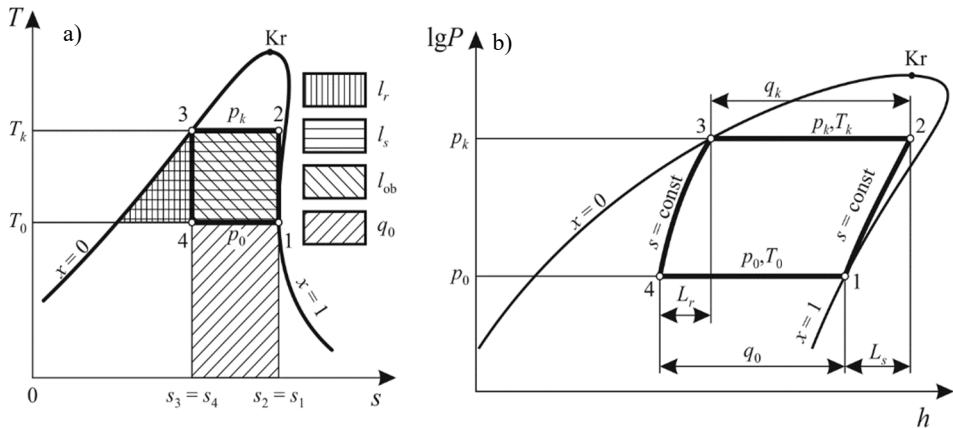 T
a)
Kr
l_r
l_s
l_ob
q_0
3
p_k
2
T_k
T_0
4
p_0
1
x=0
x=1
0
s_3 = s_4
s_2 = s_1
s
lgP
b)
Kr
q_k
p_k
3
p_k,T_k
2
x=0
s = const
s = const
p_0
p_0,T_0
4
1
L_r
x=1
q_0
L_s
h